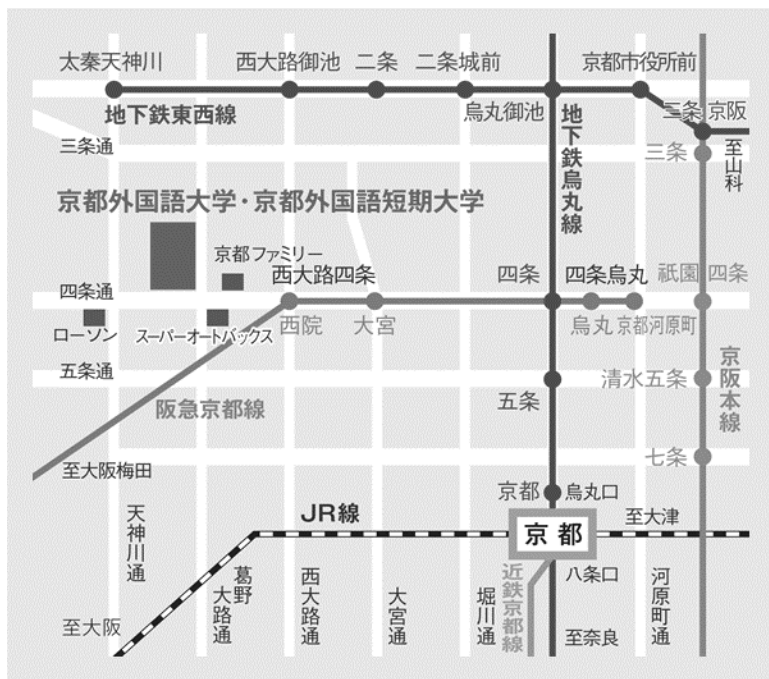 太秦天神川
西大路御池
二条
二条城前
京都市役所前
地下鉄東西線
烏丸御池
地下鉄烏丸線
三条 京阪
三条通
三条
至山科
京都外国語大学・京都外国語短期大学
京都ファミリー
西大路四条
四条
四条烏丸
祇園 四条
四条通
ローソン
スーパーオートバックス
西院
大宮
烏丸
京都河原町
五条通
阪急京都線
五条
清水五条
京阪本線
至大阪梅田
七条
京都
烏丸口
天神川通
JR線
京都
至大津
葛野大路通
西大路通
大宮通
堀川通
近鉄京都線
八条口
河原町通
至大阪
至奈良